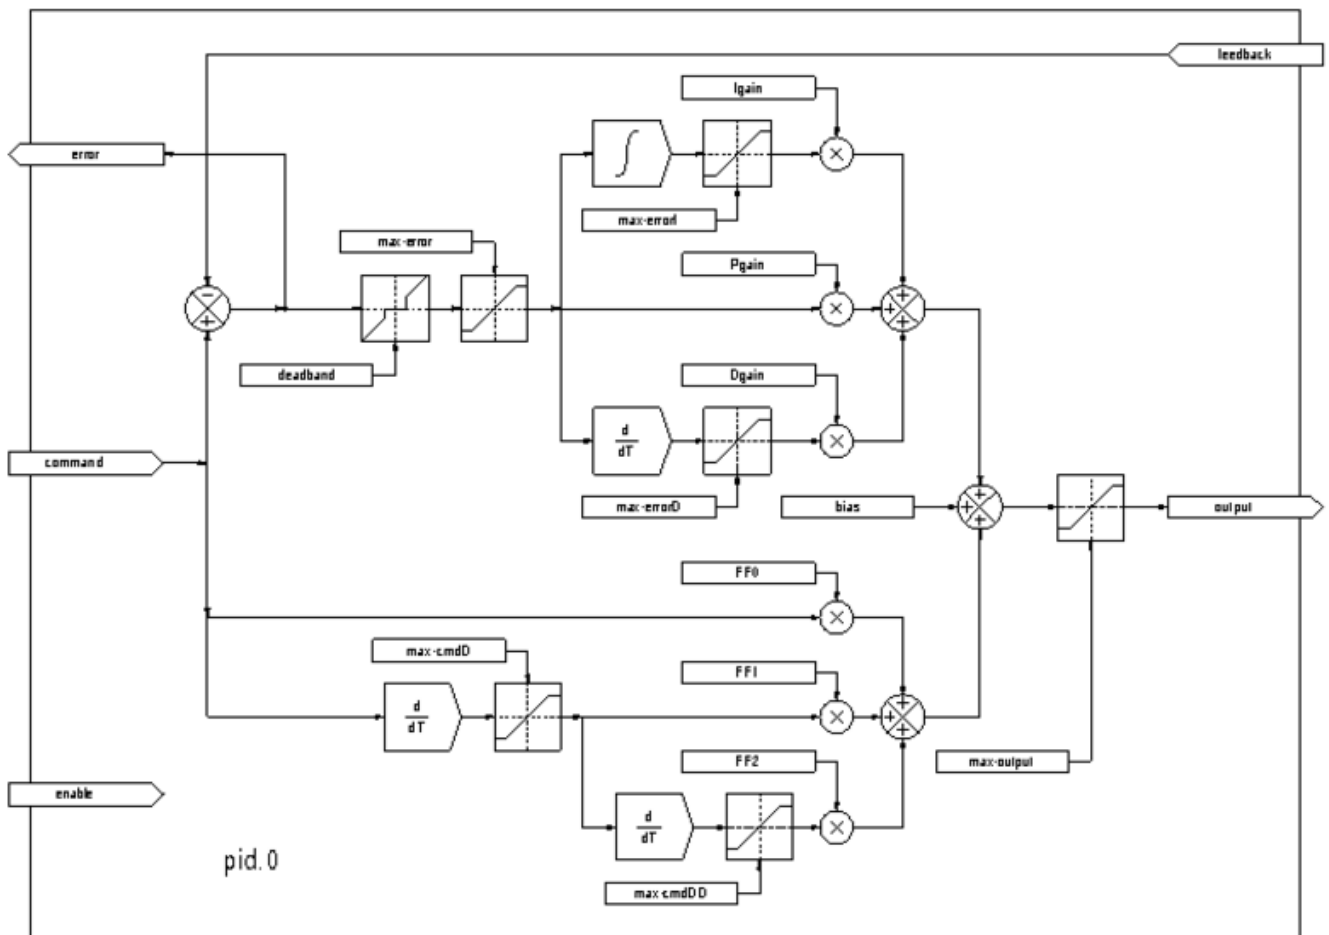 feedback
Igain
error
max-errorI
max-error
Pgain
-
+
+
+
+
deadband
Dgain
d
dT
command
max-errorD
bias
+
+
+
output
FF0
max-cmdD
FF1
d
dT
+
+
+
FF2
max-output
enable
d
dT
pid.0
max-cmdDD